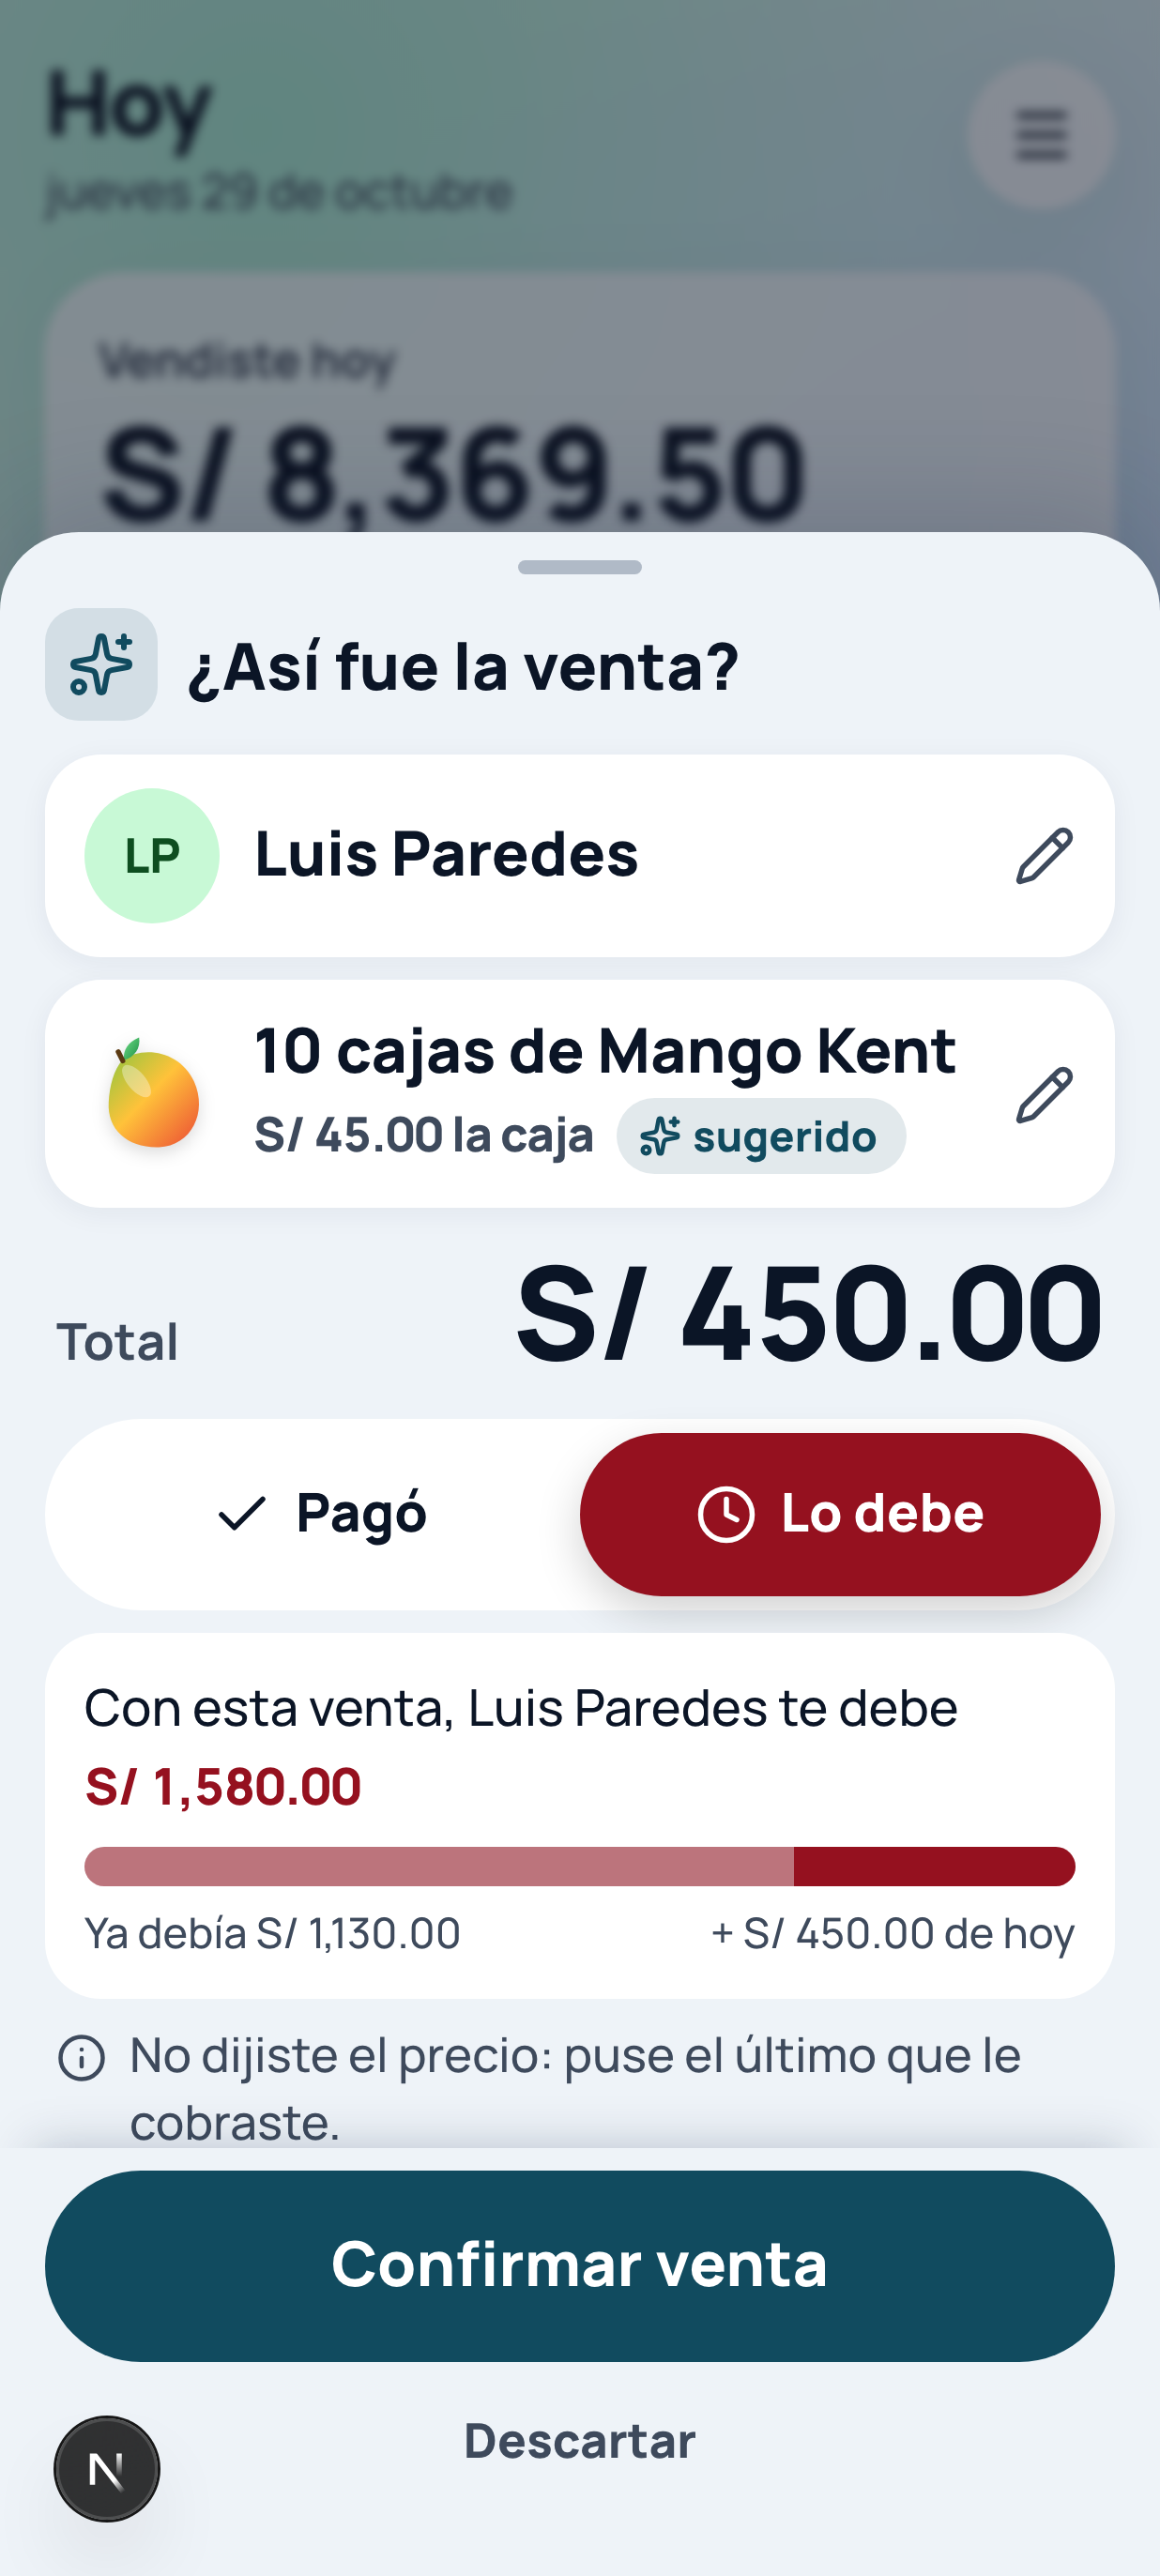 Hoy
jueves 29 de octubre
Vendiste hoy
S/ 8,369.50
¿Así fue la venta?
LP
Luis Paredes
10 cajas de Mango Kent
S/ 45.00 la caja
sugerido
Total
S/ 450.00
Pagó
Lo debe
Con esta venta, Luis Paredes te debe
S/ 1,580.00
Ya debía S/ 1,130.00
+ S/ 450.00 de hoy
No dijiste el precio: puse el último que le
cobraste.
Confirmar venta
Descartar
N